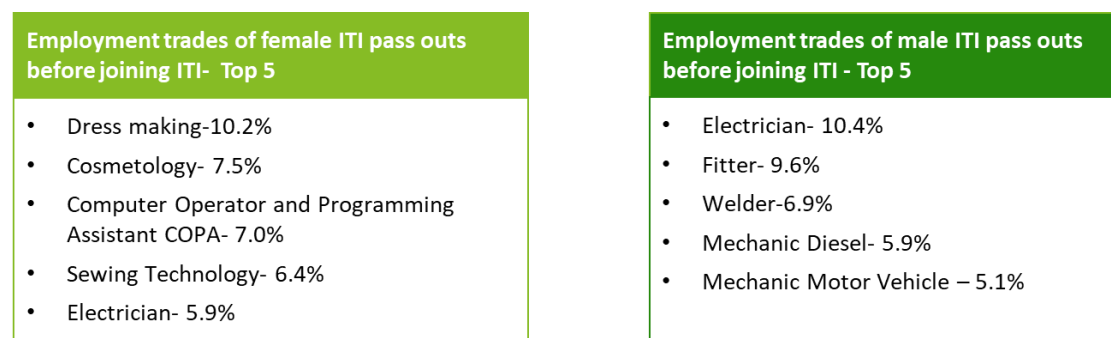 Employment trades of female ITI pass outs
before joining ITI-  Top 5
• Dress making-10.2%
• Cosmetology- 7.5%
• Computer Operator and Programming
Assistant COPA- 7.0%
• Sewing Technology- 6.4%
• Electrician- 5.9%
Employment trades of male ITI pass outs
before joining ITI - Top 5
• Electrician- 10.4%
• Fitter- 9.6%
• Welder-6.9%
• Mechanic Diesel- 5.9%
• Mechanic Motor Vehicle – 5.1%